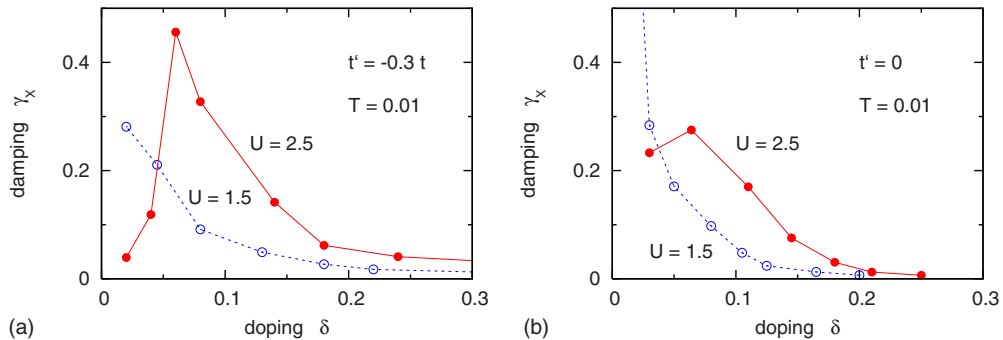 0.4
0.2
0
damping γx
t' = -0.3 t
T = 0.01
U = 2.5
U = 1.5
0 0.1 0.2 0.3
(a)
doping δ
0.4
0.2
0
damping γx
t' = 0
T = 0.01
U = 2.5
U = 1.5
0 0.1 0.2 0.3
(b)
doping δ